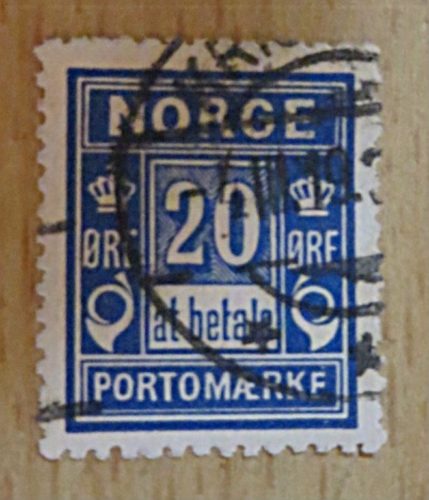 NORGE
20
ØRE ØRE
at betale
PORTOMÆRKE